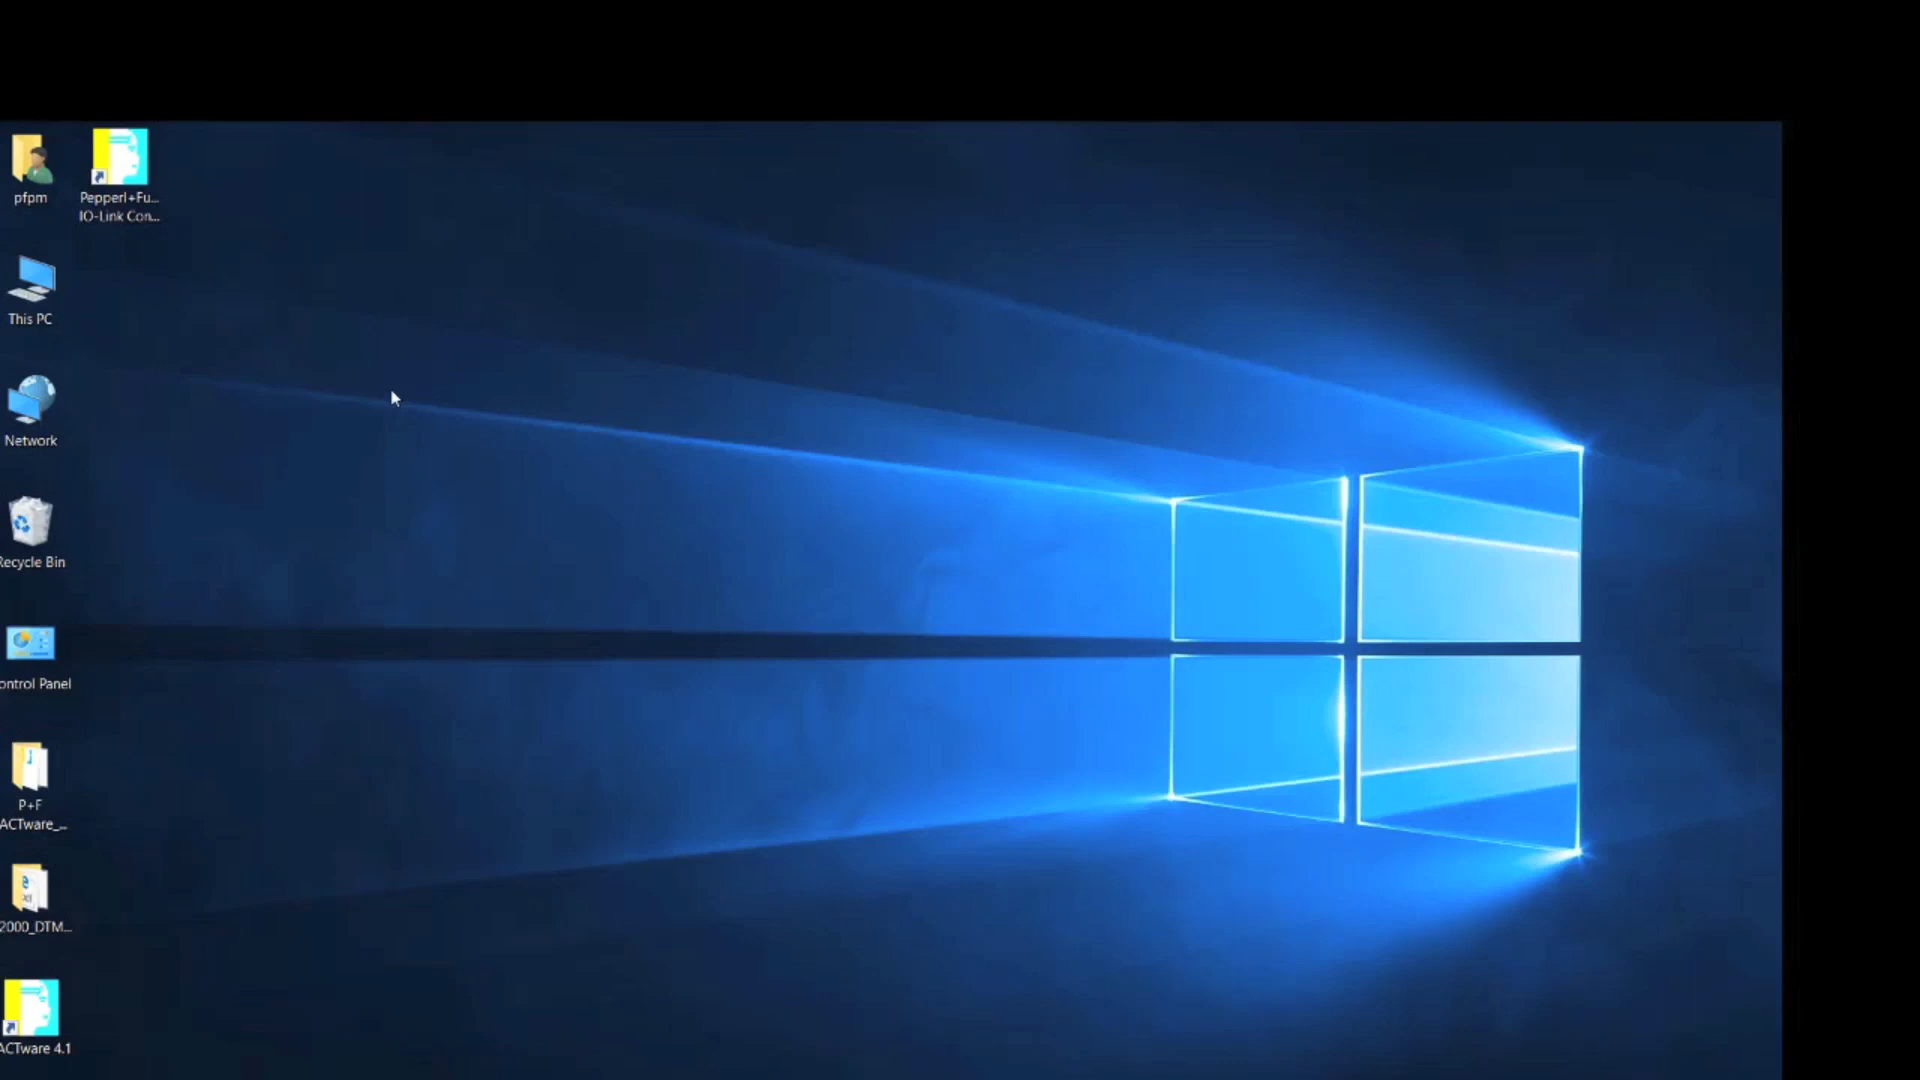 pfpm
Pepperl+Fu...
IO-Link Con...
This PC
Network
Recycle Bin
ontrol Panel
P+F
ACTware_...
2000_DTM...
ACTware 4.1